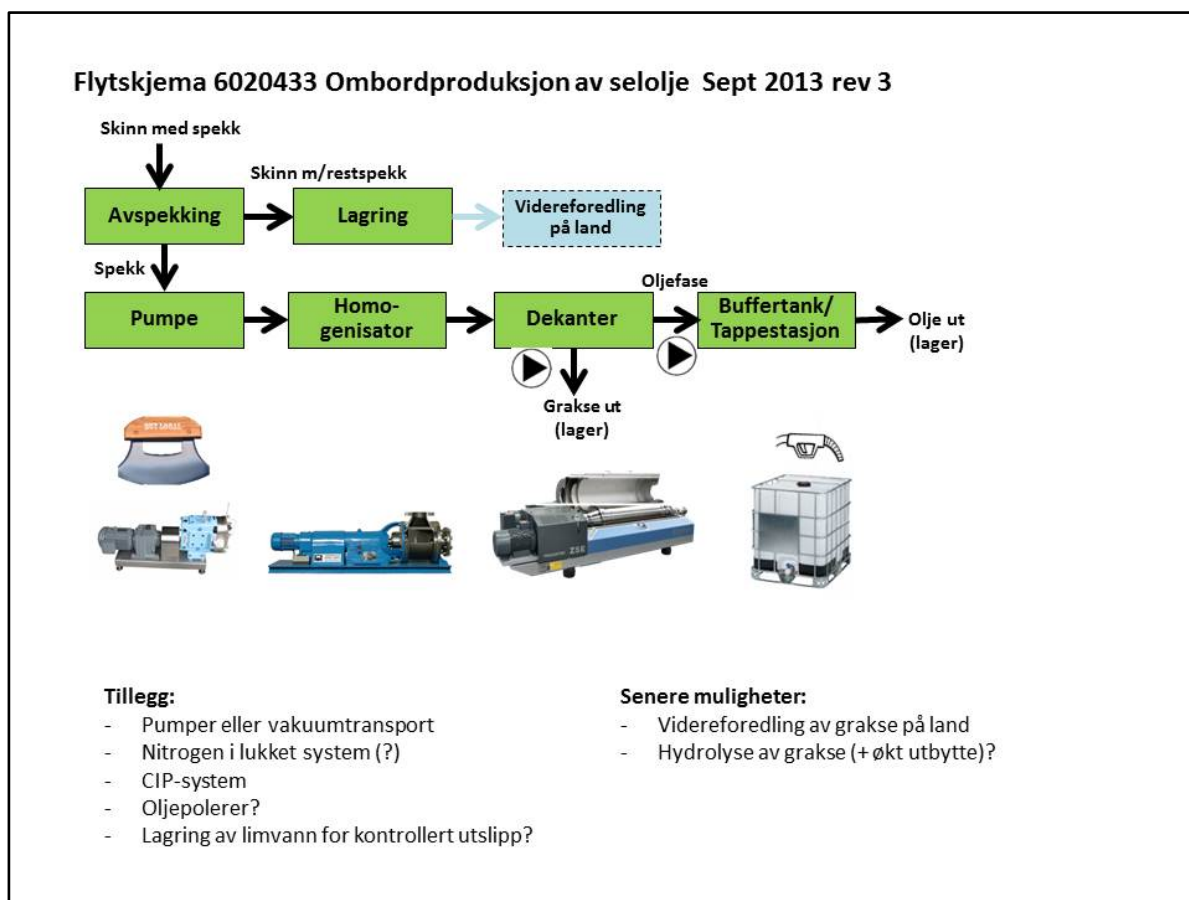 Flytskjema 6020433 Ombordproduksjon av selolje Sept 2013 rev 3
Skinn med spekk
Skinn m/restspekk
Avspekking
Lagring
Videreforedling
på land
Spekk
Oljefase
Pumpe
Homo-
genisator
Dekanter
Buffertank/
Tappestasjon
Olje ut
(lager)
Grakse ut
(lager)
Tillegg:
- Pumper eller vakuumtransport
- Nitrogen i lukket system (?)
- CIP-system
- Oljepolerer?
- Lagring av limvann for kontrollert utslipp?
Senere muligheter:
- Videreforedling av grakse på land
- Hydrolyse av grakse (+ økt utbytte)?